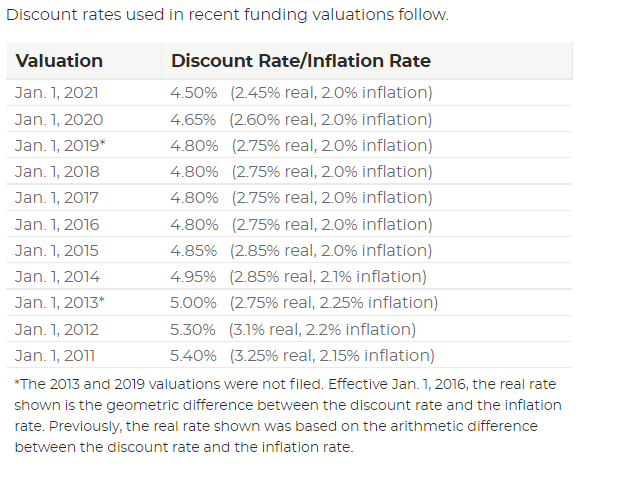 Discount rates used in recent funding valuations follow.
Valuation Discount Rate/Inflation Rate
Jan. 1, 2021 4.50% (2.45% real, 2.0% inflation)
Jan. 1, 2020 4.65% (2.60% real, 2.0% inflation)
Jan. 1, 2019* 4.80% (2.75% real, 2.0% inflation)
Jan. 1, 2018 4.80% (2.75% real, 2.0% inflation)
Jan. 1, 2017 4.80% (2.75% real, 2.0% inflation)
Jan. 1, 2016 4.80% (2.75% real, 2.0% inflation)
Jan. 1, 2015 4.85% (2.85% real, 2.0% inflation)
Jan. 1, 2014 4.95% (2.85% real, 2.1% inflation)
Jan. 1, 2013* 5.00% (2.75% real, 2.25% inflation)
Jan. 1, 2012 5.30% (3.1% real, 2.2% inflation)
Jan. 1, 2011 5.40% (3.25% real, 2.15% inflation)
*The 2013 and 2019 valuations were not filed. Effective Jan. 1, 2016, the real rate
shown is the geometric difference between the discount rate and the inflation
rate. Previously, the real rate shown was based on the arithmetic difference
between the discount rate and the inflation rate.